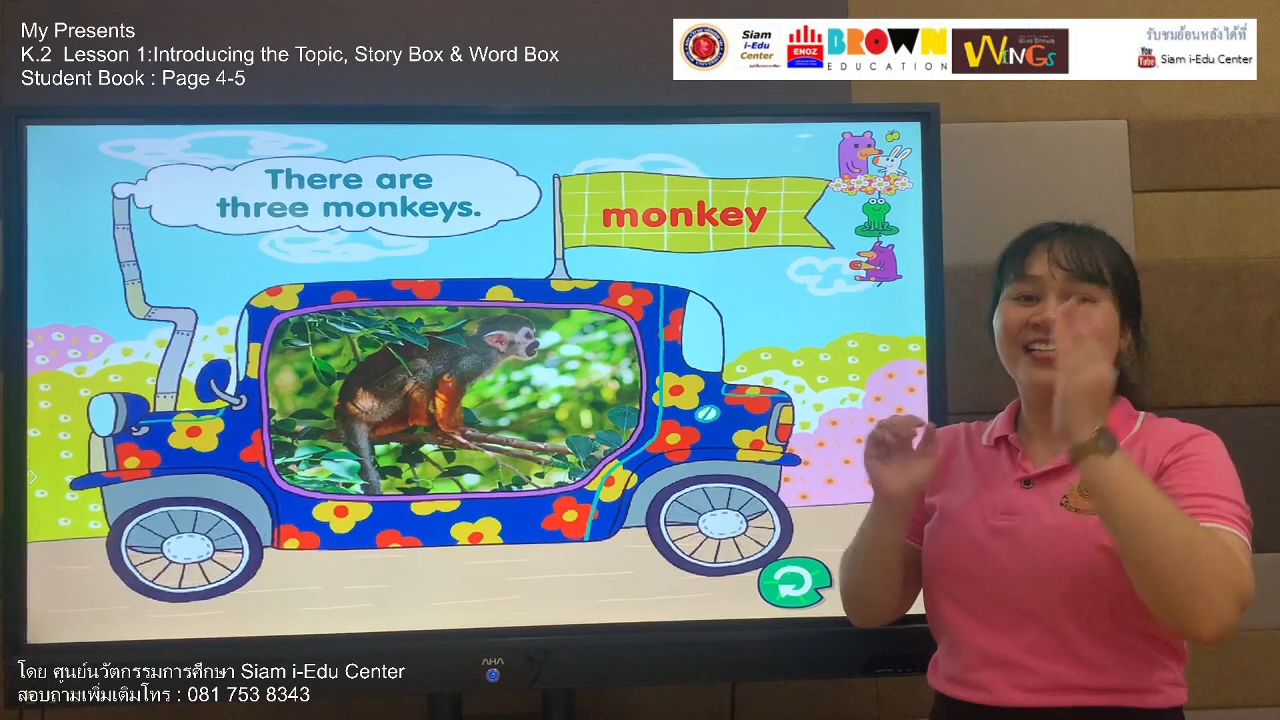 My Presents
K.2 Lesson 1:Introducing the Topic, Story Box & Word Box
Student Book : Page 4-5
Siam
i-Edu
Center
ENOZ
BROWN
EDUCATION
WiNGs
รับชมย้อนหลังได้ที่
You
Tube
Siam i-Edu Center
There are
three monkeys.
monkey
โดย ศูนย์นวัตกรรมการศึกษา Siam i-Edu Center
สอบถามเพิ่มเติมโทร : 081 753 8343